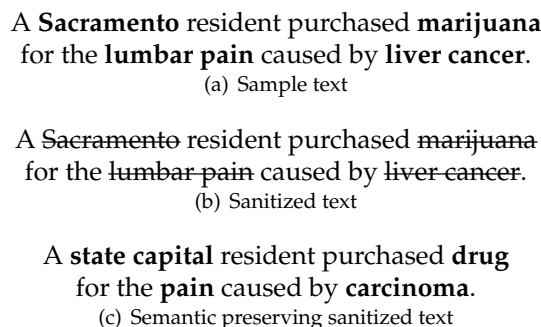 A Sacramento resident purchased marijuana
for the lumbar pain caused by liver cancer.
(a) Sample text
A Sacramento resident purchased marijuana
for the lumbar pain caused by liver cancer.
(b) Sanitized text
A state capital resident purchased drug
for the pain caused by carcinoma.
(c) Semantic preserving sanitized text